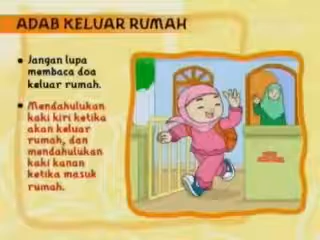 ADAB KELUAR RUMAH
• Jangan lupa
membaca doa
keluar rumah.
• Mendahulukan
kaki kiri ketika
akan keluar
rumah, dan
mendahulukan
kaki kanan
ketika masuk
rumah.